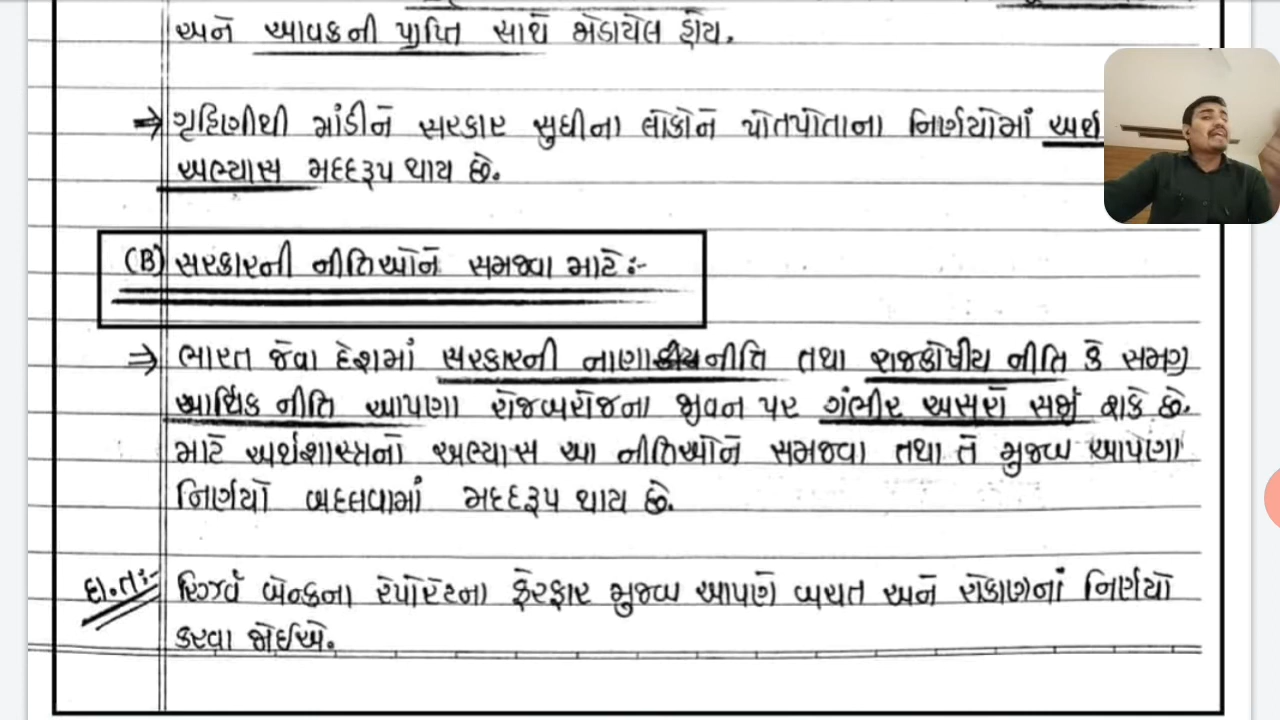 અને આવકની પ્રાપ્તિ સાથે જોડાયેલ હોય.
⇒ ગૃહિણીથી માંડીને સરકાર સુધીના લોકોને પોતપોતાના નિર્ણયોમાં અર્થ
અભ્યાસ મદદરૂપ થાય છે.
(B) સરકારની નીતિઓને સમજવા માટે :-
⇒ ભારત જેવા દેશમાં સરકારની નાણાકીય નીતિ તથા રાજકોષીય નીતિ કે સમગ્ર
આર્થિક નીતિ આપણા રોજબરોજના જીવન પર ગંભીર અસરો સર્જી શકે છે.
માટે અર્થશાસ્ત્રનો અભ્યાસ આ નીતિઓને સમજવા તથા તે મુજબ આપણા
નિર્ણયો બદલવામાં મદદરૂપ થાય છે.
દા.ત:- રિઝર્વ બેન્કના રેપોરેટના ફેરફાર મુજબ આપણે બચત અને રોકાણનાં નિર્ણયો
કરવા જોઈએ.